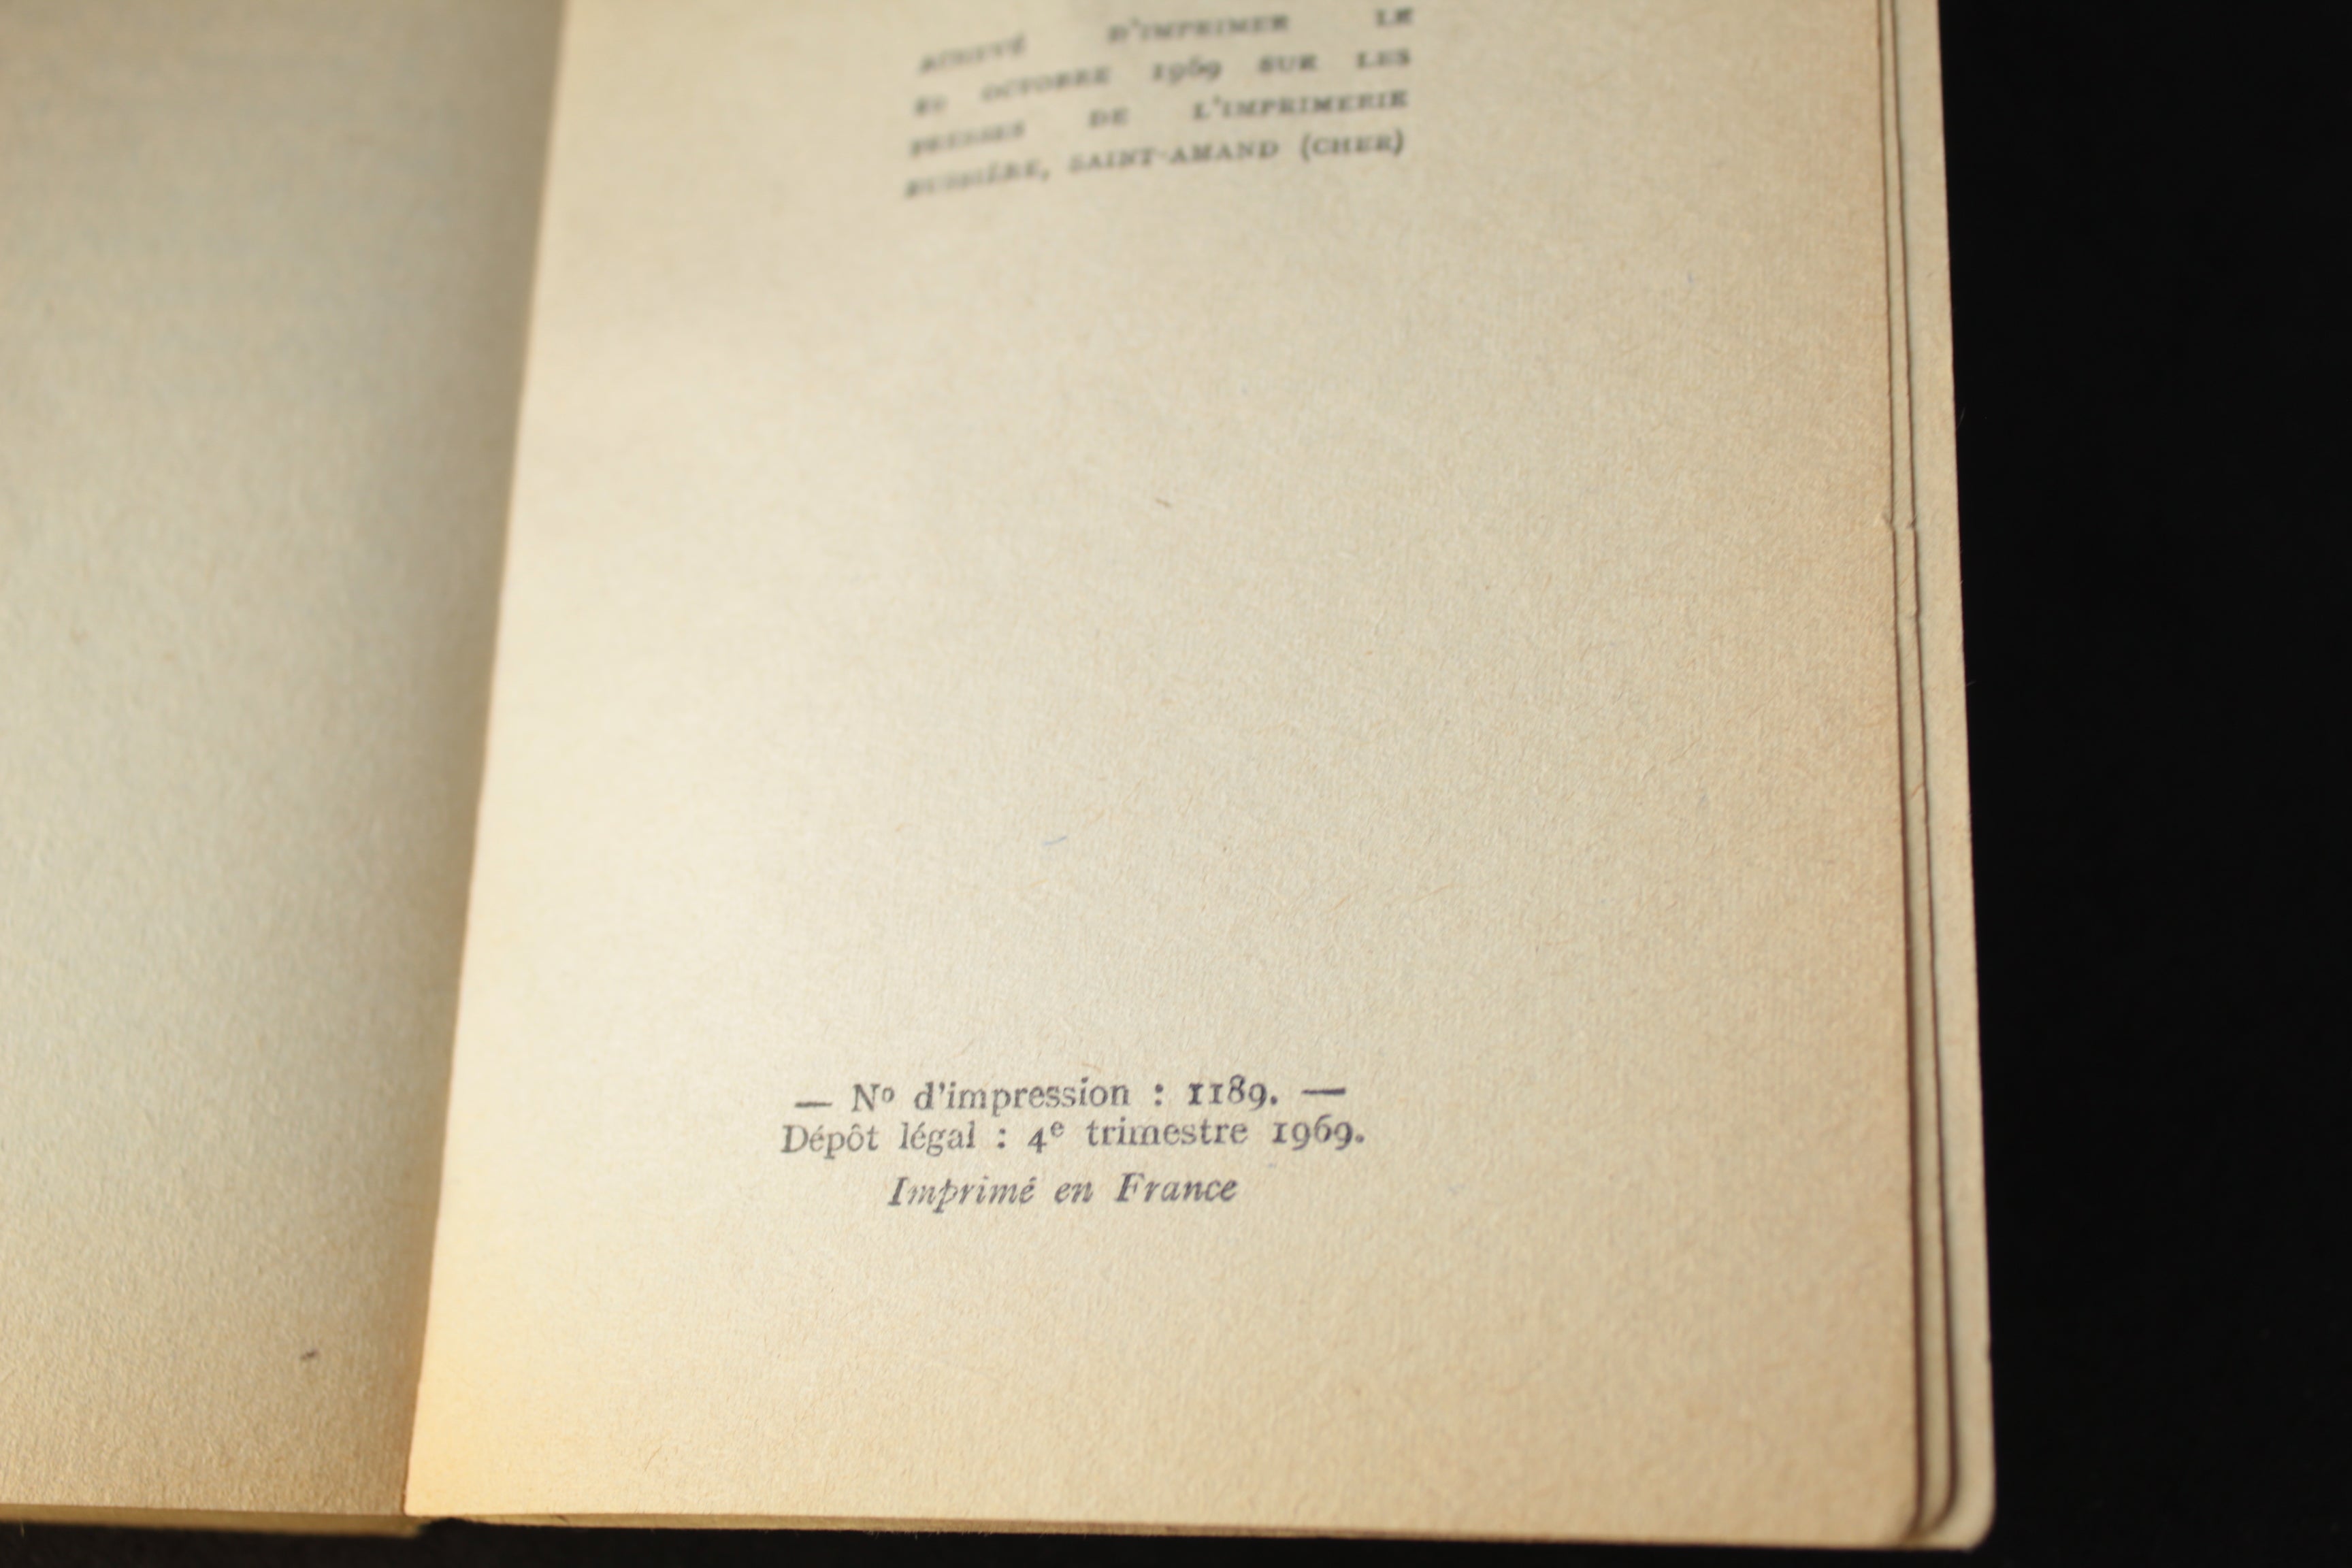 ACHEVÉ D'IMPRIMER LE
OCTOBRE 1969 SUR LES
PRESSES DE L'IMPRIMERIE
BUSSIÈRE, SAINT-AMAND (CHER)
— Nº d'impression : 1189. —
Dépôt légal : 4e trimestre 1969.
Imprimé en France